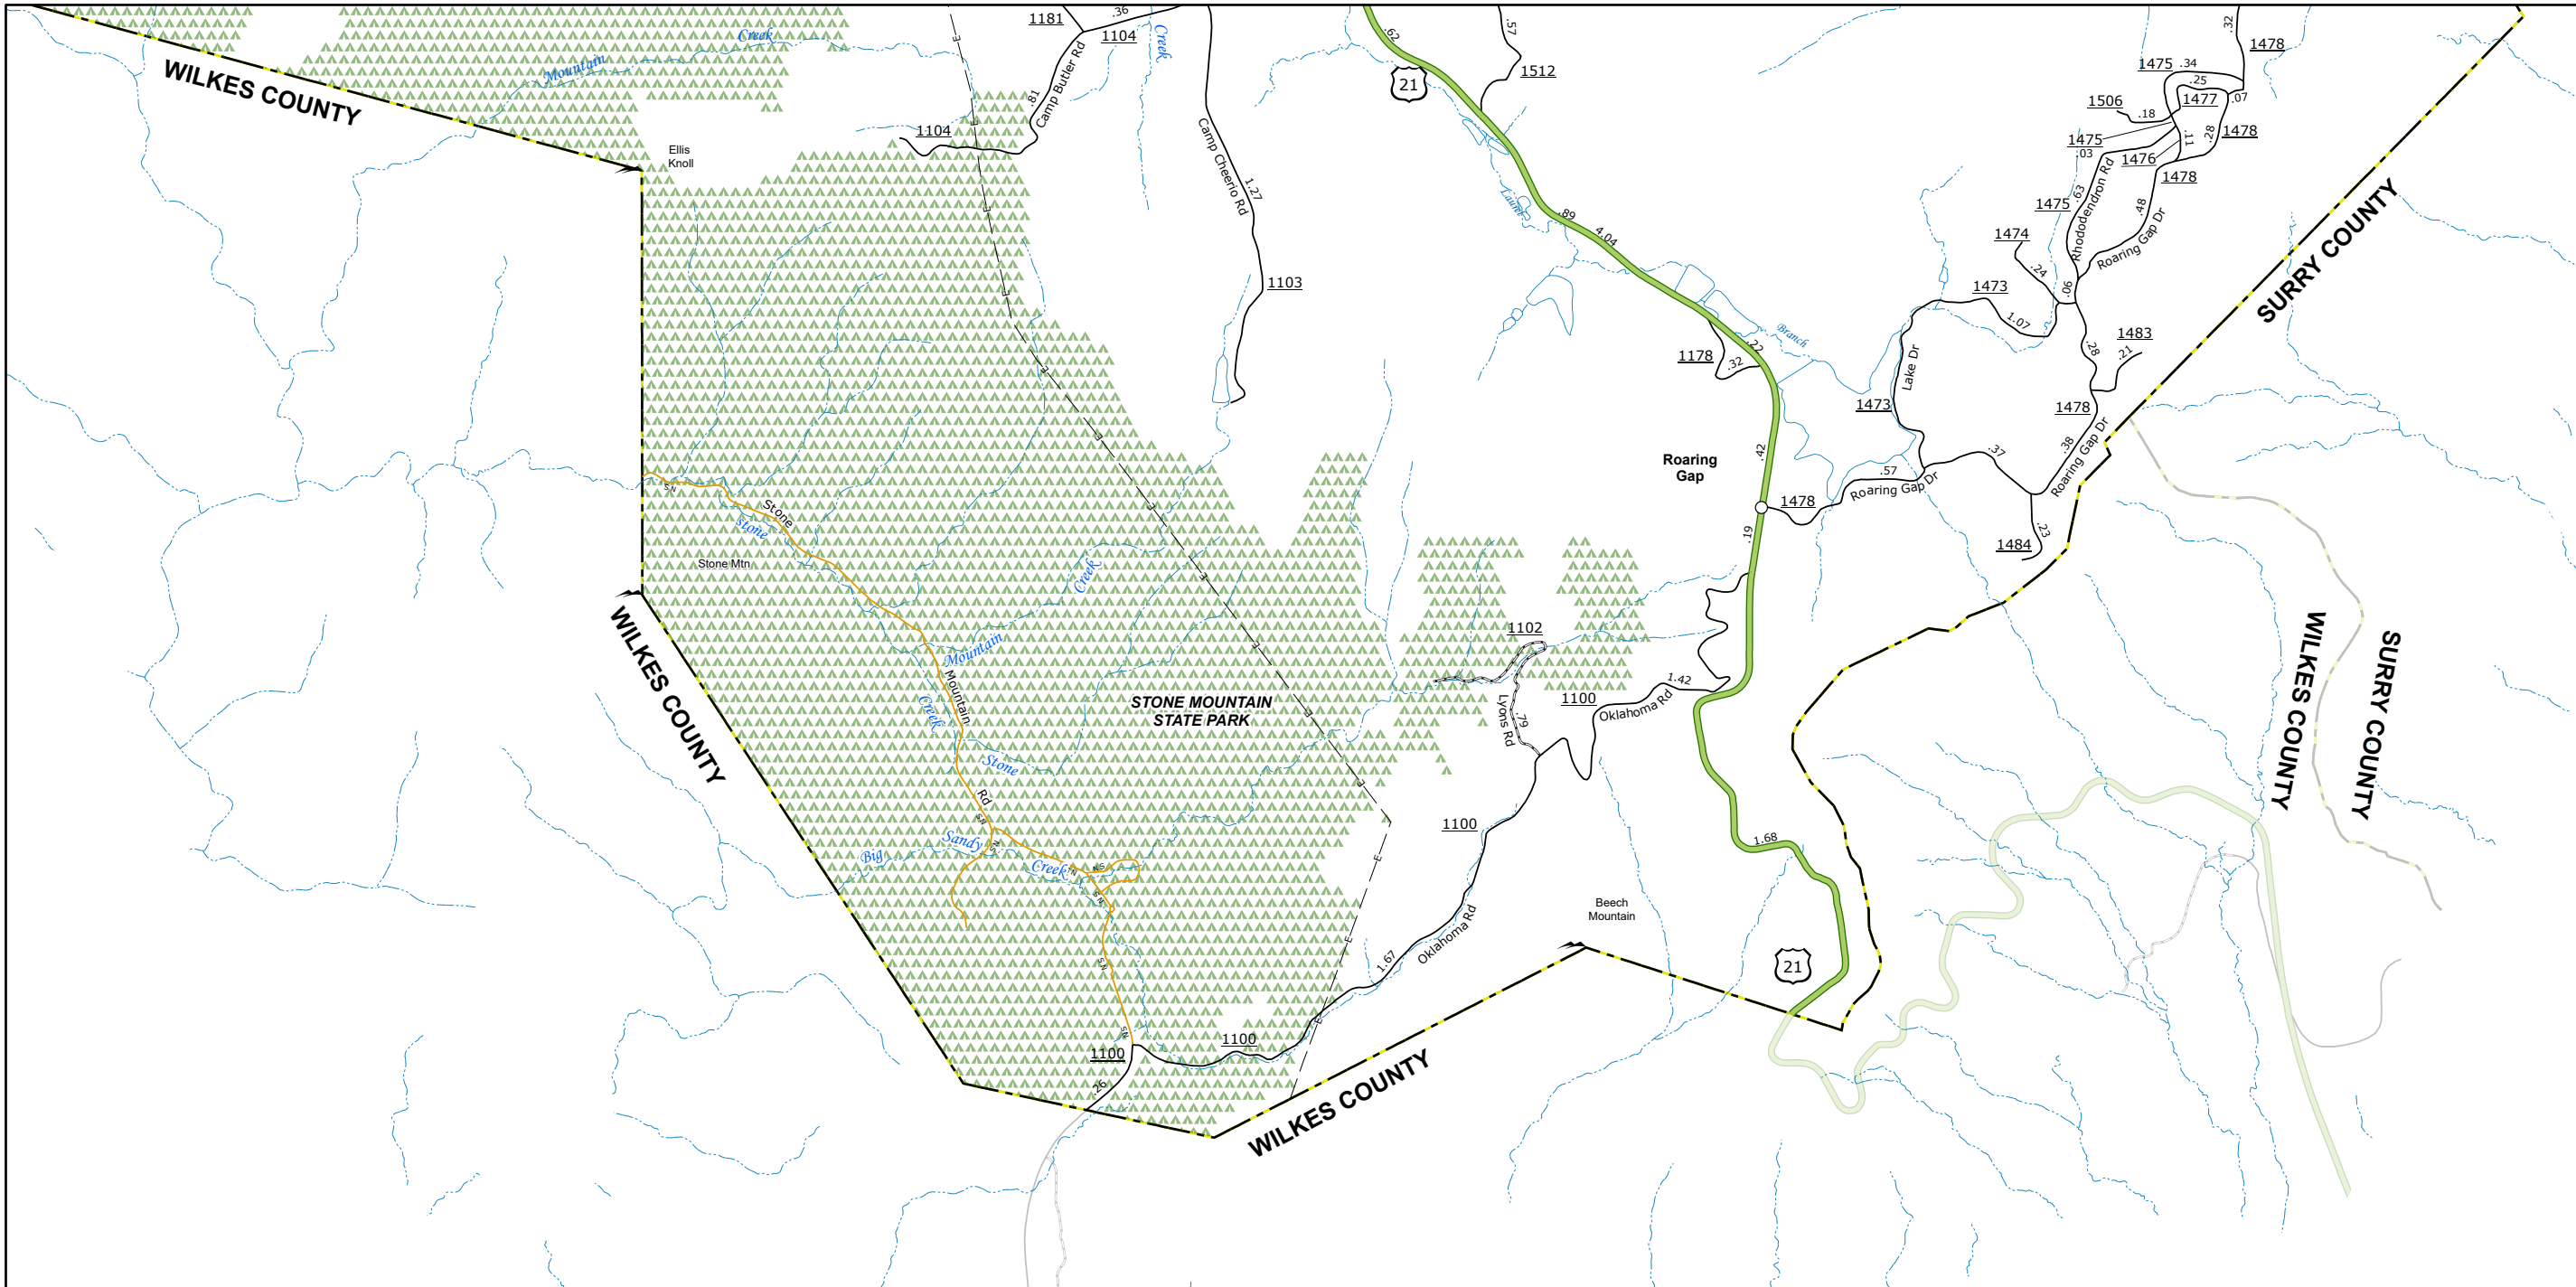 1181
.36
1104
Creek
Creek
Mountain
WILKES COUNTY
E
Camp Butler Rd
.81
1104
Ellis
Knoll
E
Camp Cheerio Rd
1.27
1103
.62
21
.57
1512
Laurel
.89
4.04
.32
1478
1475
.34
.25
1506
1477
.07
.18
1475
.11
.28
1478
.03
1476
1478
Rhododendron Rd
.63
1475
.48
Roaring Gap Dr
1474
.24
.06
1473
1.07
SURRY COUNTY
E
E
E
Branch
1178
.32
.22
Lake Dr
1483
.21
.28
1473
1478
.38
Roaring Gap Dr
.42
Roaring
Gap
.37
.57
Roaring Gap Dr
1478
.19
.23
1484
E
E
E
E
E
E
S N
Stone
stone
Stone Mtn
Creek
Mountain
Mountain
Creek
WILKES COUNTY
STONE MOUNTAIN
STATE PARK
1102
Lyons Rd
.79
1100
1.42
Oklahoma Rd
WILKES COUNTY
SURRY COUNTY
Stone
Rd
S N
S N
Sandy
Big
Creek
N S
S N
1100
1.68
E
E
E
Beech
Mountain
1.67
Oklahoma Rd
21
S N
S N
1100
1100
.26
WILKES COUNTY